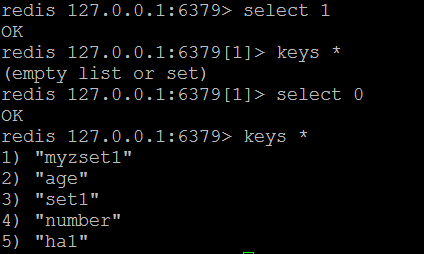 redis 127.0.0.1:6379> select 1
OK
redis 127.0.0.1:6379[1]> keys *
(empty list or set)
redis 127.0.0.1:6379[1]> select 0
OK
redis 127.0.0.1:6379> keys *
1) "myzset1"
2) "age"
3) "set1"
4) "number"
5) "ha1"